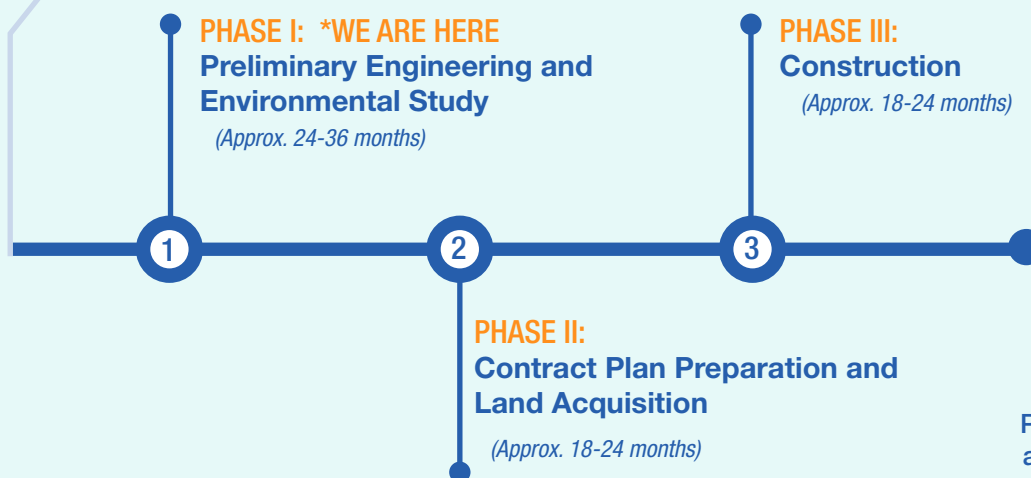 PHASE I: *WE ARE HERE
Preliminary Engineering and
Environmental Study
(Approx. 24-36 months)
PHASE III:
Construction
(Approx. 18-24 months)
1
2
3
PHASE II:
Contract Plan Preparation and
Land Acquisition
(Approx. 18-24 months)